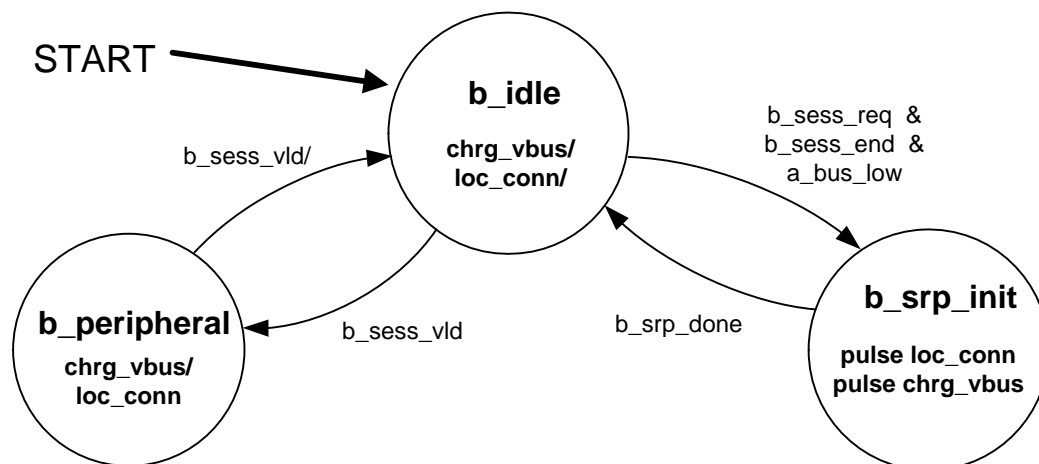 START
b_idle
chrg_vbus/
loc_conn/
b_sess_req &
b_sess_end &
a_bus_low
b_sess_vld/
b_peripheral
chrg_vbus/
loc_conn
b_sess_vld
b_srp_done
b_srp_init
pulse loc_conn
pulse chrg_vbus